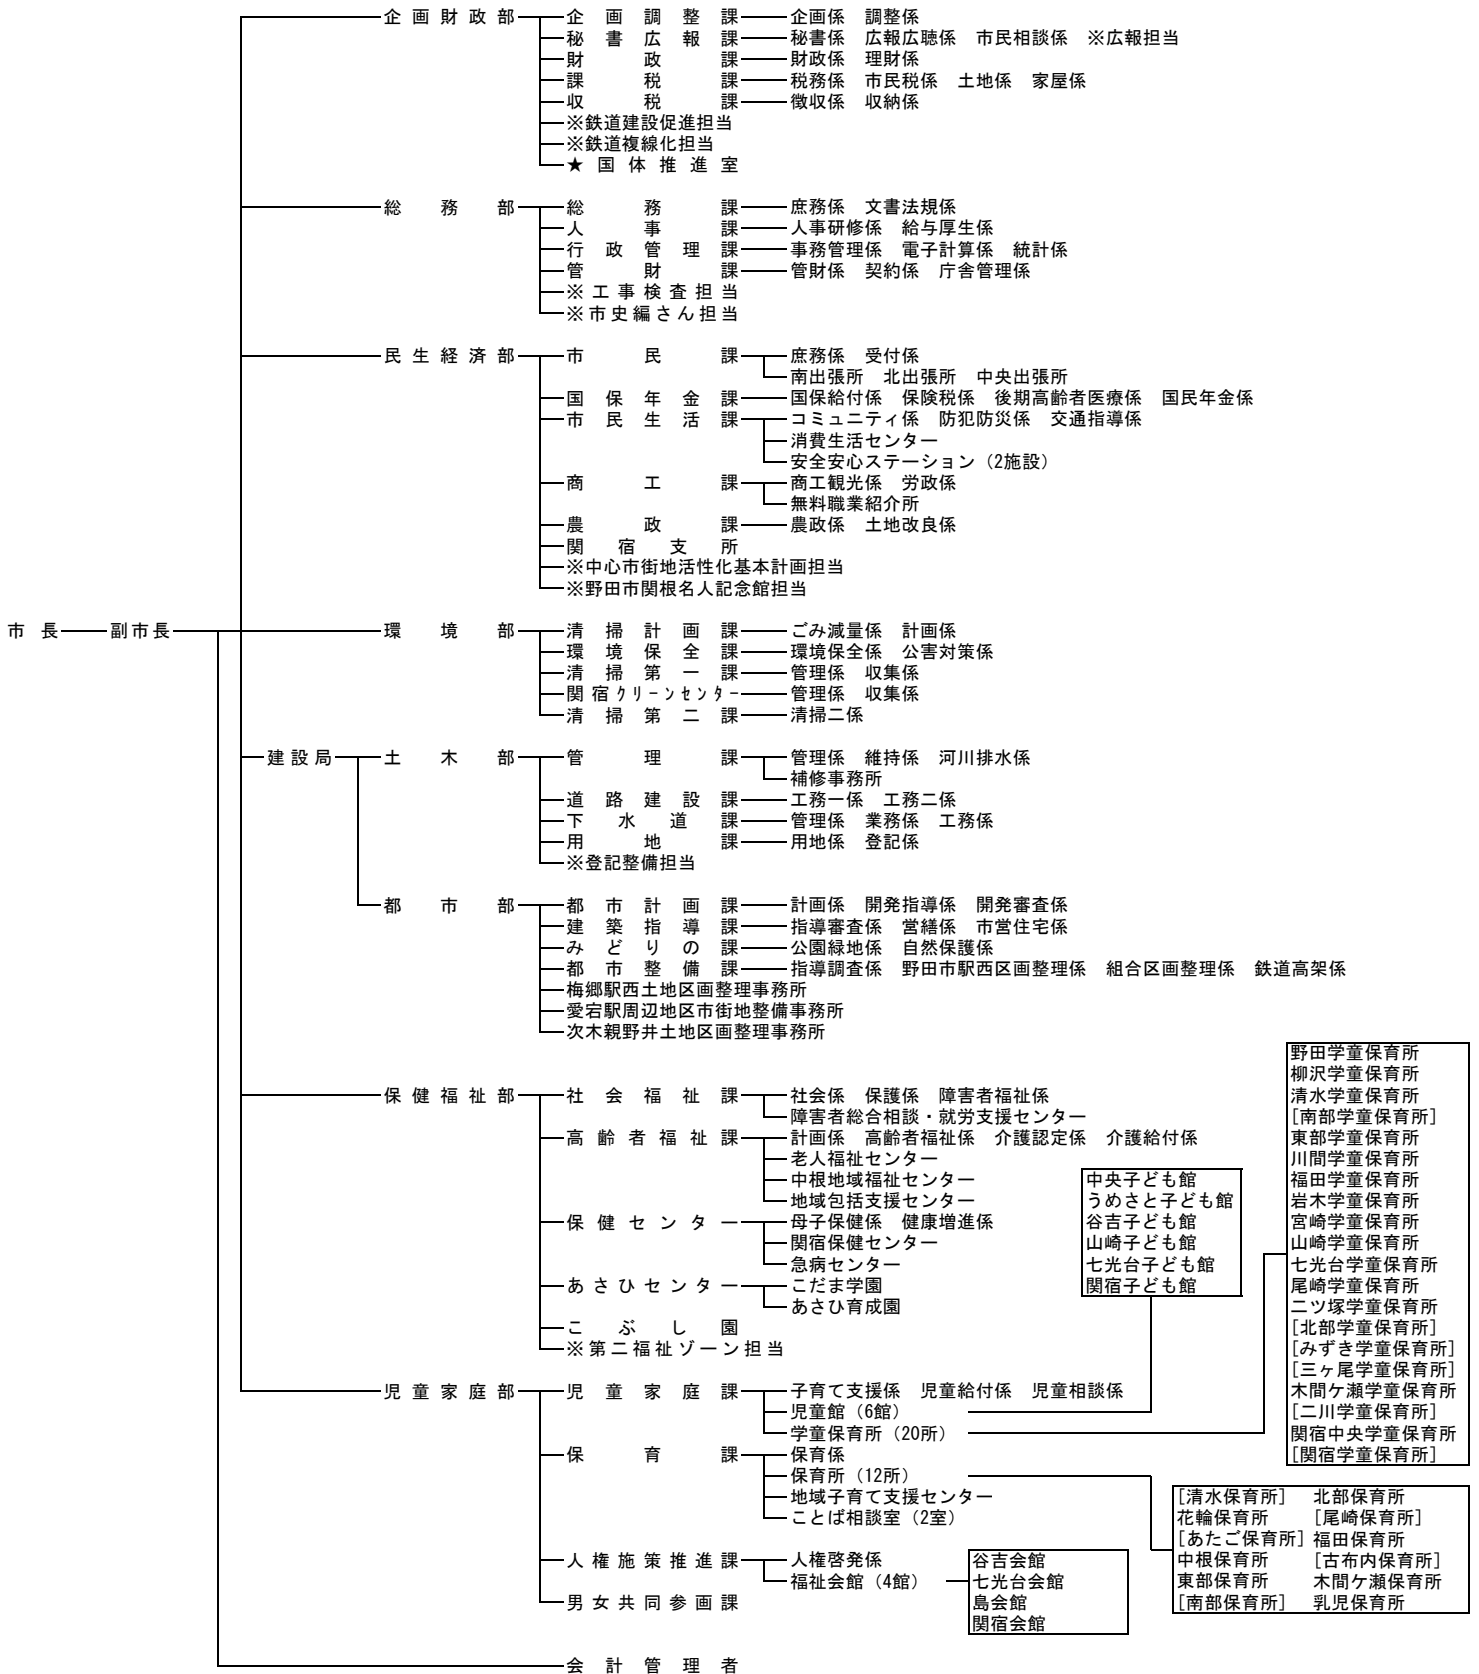 企画財政部 企画調整課 企画係 調整係
秘書広報課 秘書係 広報広聴係 市民相談係 ※広報担当
財政課 財政係 理財係
課税課 税務係 市民税係 土地係 家屋係
収税課 徴収係 収納係
※鉄道建設促進担当
※鉄道複線化担当
★国体推進室
総務部 総務課 庶務係 文書法規係
人事課 人事研修係 給与厚生係
行政管理課 事務管理係 電子計算係 統計係
管財課 管財係 契約係 庁舎管理係
※工事検査担当
※市史編さん担当
民生経済部 市民課 庶務係 受付係
南出張所 北出張所 中央出張所
国保年金課 国保給付係 保険税係 後期高齢者医療係 国民年金係
市民生活課 コミュニティ係 防犯防災係 交通指導係
消費生活センター
安全安心ステーション（2施設）
商工課 商工観光係 労政係
無料職業紹介所
農政課 農政係 土地改良係
関宿支所
※中心市街地活性化基本計画担当
※野田市関根名人記念館担当
市長 副市長 環境部 清掃計画課 ごみ減量係 計画係
環境保全課 環境保全係 公害対策係
清掃第一課 管理係 収集係
関宿ｸﾘｰﾝｾﾝﾀｰ 管理係 収集係
清掃第二課 清掃二係
建設局 土木部 管理課 管理係 維持係 河川排水係
補修事務所
道路建設課 工務一係 工務二係
下水道課 管理係 業務係 工務係
用地課 用地係 登記係
※登記整備担当
都市部 都市計画課 計画係 開発指導係 開発審査係
建築指導課 指導審査係 営繕係 市営住宅係
みどりの課 公園緑地係 自然保護係
都市整備課 指導調査係 野田市駅西区画整理係 組合区画整理係 鉄道高架係
梅郷駅西土地区画整理事務所
愛宕駅周辺地区市街地整備事務所
次木親野井土地区画整理事務所
保健福祉部 社会福祉課 社会係 保護係 障害者福祉係
障害者総合相談・就労支援センター
高齢者福祉課 計画係 高齢者福祉係 介護認定係 介護給付係
老人福祉センター
中根地域福祉センター
地域包括支援センター
保健センター 母子保健係 健康増進係
関宿保健センター
急病センター
あさひセンター こだま学園
あさひ育成園
こぶし園
※第二福祉ゾーン担当
児童家庭部 児童家庭課 子育て支援係 児童給付係 児童相談係
児童館（6館）
学童保育所（20所）
中央子ども館
うめさと子ども館
谷吉子ども館
山崎子ども館
七光台子ども館
関宿子ども館
野田学童保育所
柳沢学童保育所
清水学童保育所
[南部学童保育所]
東部学童保育所
川間学童保育所
福田学童保育所
岩木学童保育所
宮崎学童保育所
山崎学童保育所
七光台学童保育所
尾崎学童保育所
二ツ塚学童保育所
[北部学童保育所]
[みずき学童保育所]
[三ヶ尾学童保育所]
木間ケ瀬学童保育所
[二川学童保育所]
関宿中央学童保育所
[関宿学童保育所]
保育課 保育係
保育所（12所）
地域子育て支援センター
ことば相談室（2室）
[清水保育所] 北部保育所
花輪保育所 [尾崎保育所]
[あたご保育所] 福田保育所
中根保育所 [古布内保育所]
東部保育所 木間ケ瀬保育所
[南部保育所] 乳児保育所
人権施策推進課 人権啓発係
福祉会館（4館）
谷吉会館
七光台会館
島会館
関宿会館
男女共同参画課
会計管理者